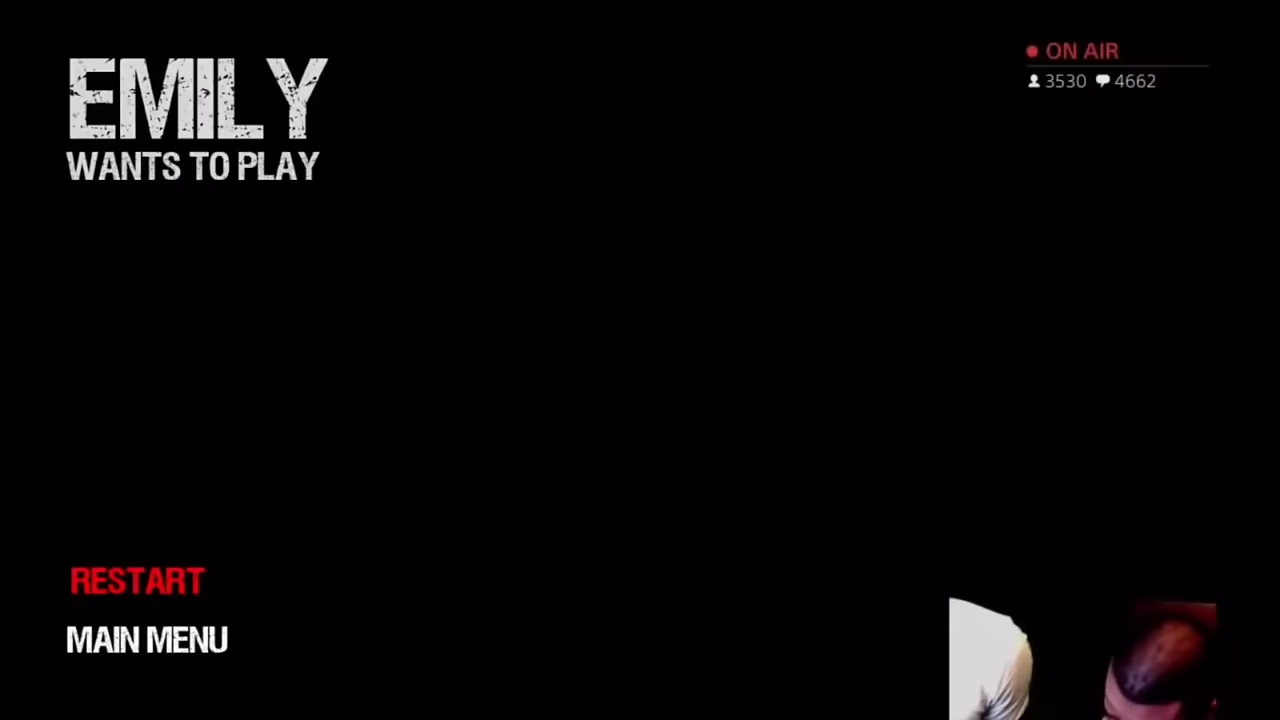 EMILY
WANTS TO PLAY
ON AIR
3530 4662
RESTART
MAIN MENU